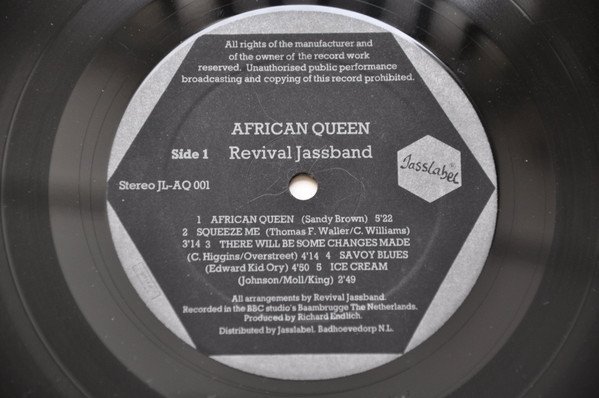 All rights of the manufacturer and
of the owner of the record work
reserved. Unauthorised public performance
broadcasting and copying of this record prohibited.
AFRICAN QUEEN
Side 1 Revival Jassband
Jasslabel ®
Stereo JL-AQ 001
1 AFRICAN QUEEN (Sandy Brown) 5'22
2 SQUEEZE ME (Thomas F. Waller/C. Williams)
3'14 3 THERE WILL BE SOME CHANGES MADE
(C. Higgins/Overstreet) 4'14 4 SAVOY BLUES
(Edward Kid Ory) 4'50 5 ICE CREAM
(Johnson/Moll/King) 2'49
All arrangements by Revival Jassband.
Recorded in the BBC studio's Baambrugge The Netherlands.
Produced by Richard Endlich.
Distributed by Jasslabel. Badhoevedorp N.L.